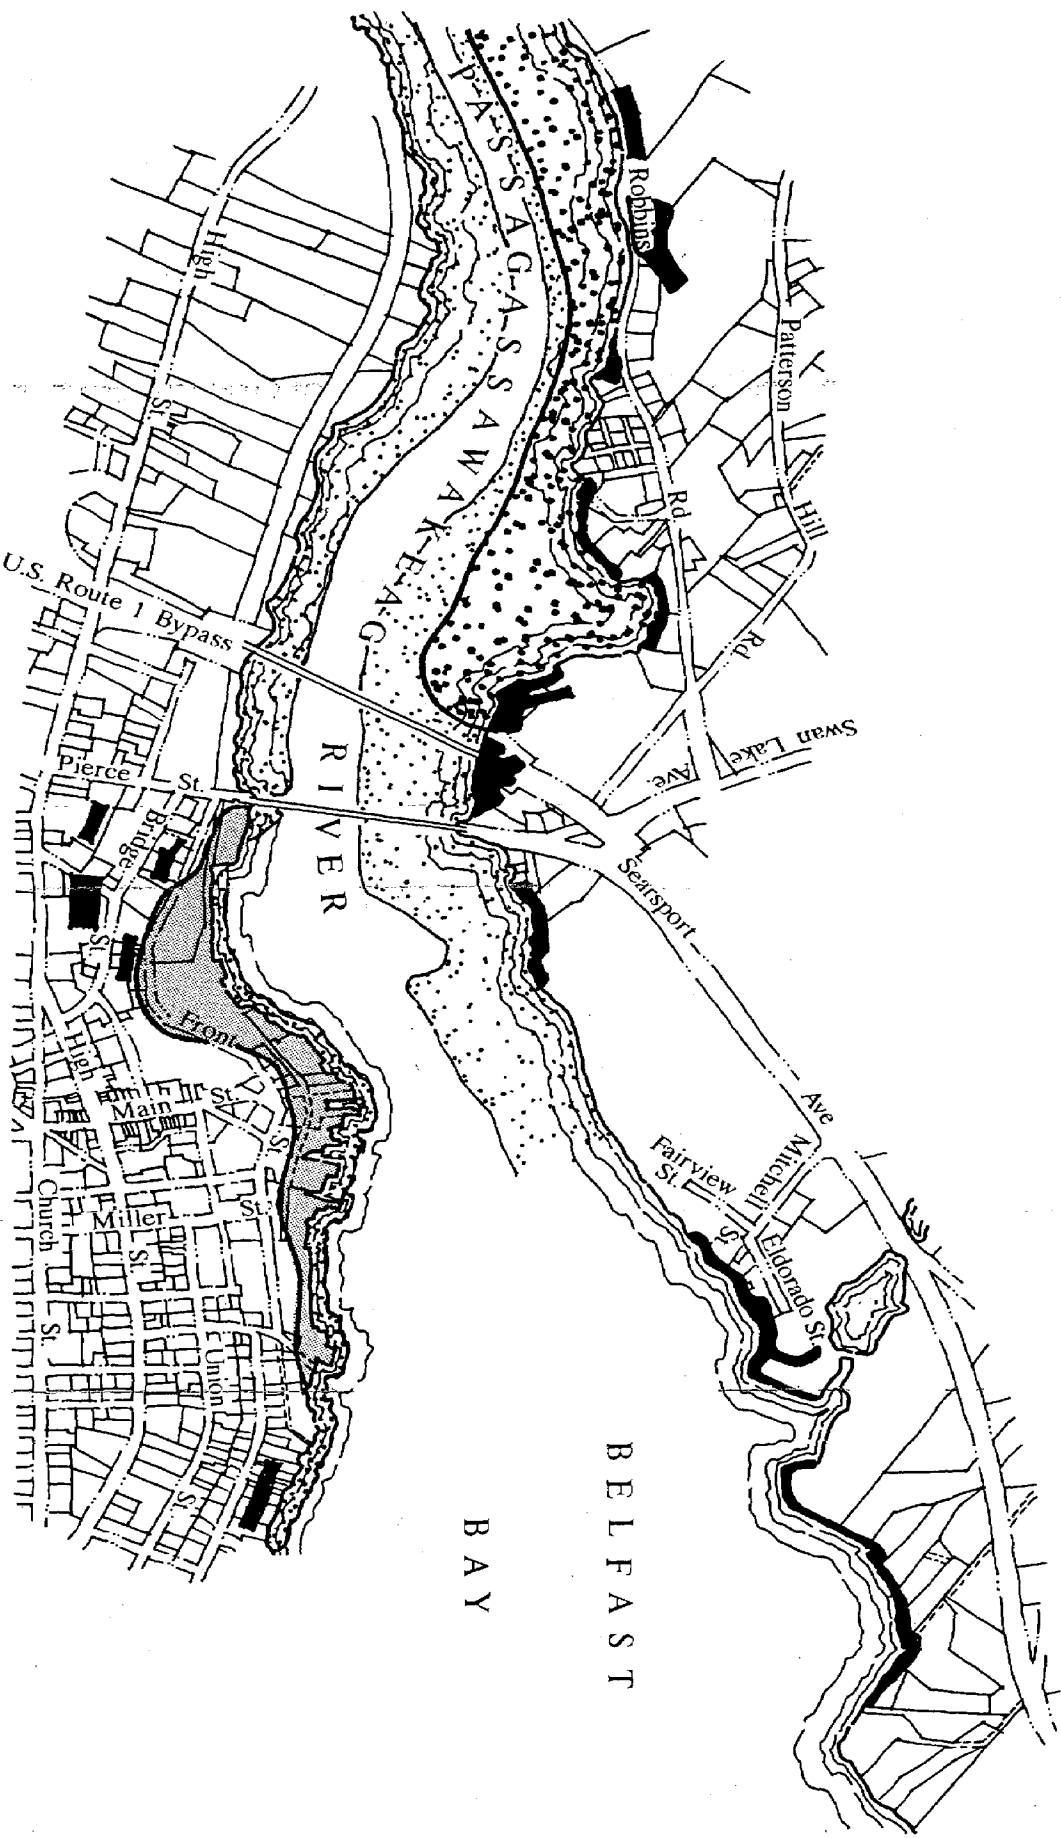 PASSAGASSAWAKEAG
RIVER
BELFAST
BAY
Robbins
Rd
Patterson
Hill
Rd
Swan Lake
Ave.
Searsport
Ave
Mitchell
St
Fairview
St.
Eldorado St.
High
St.
U.S. Route 1 Bypass
Pierce
St.
Bridge
St.
Front
St
High
St
Main
St.
Miller
St.
Church
St.
Union
St.